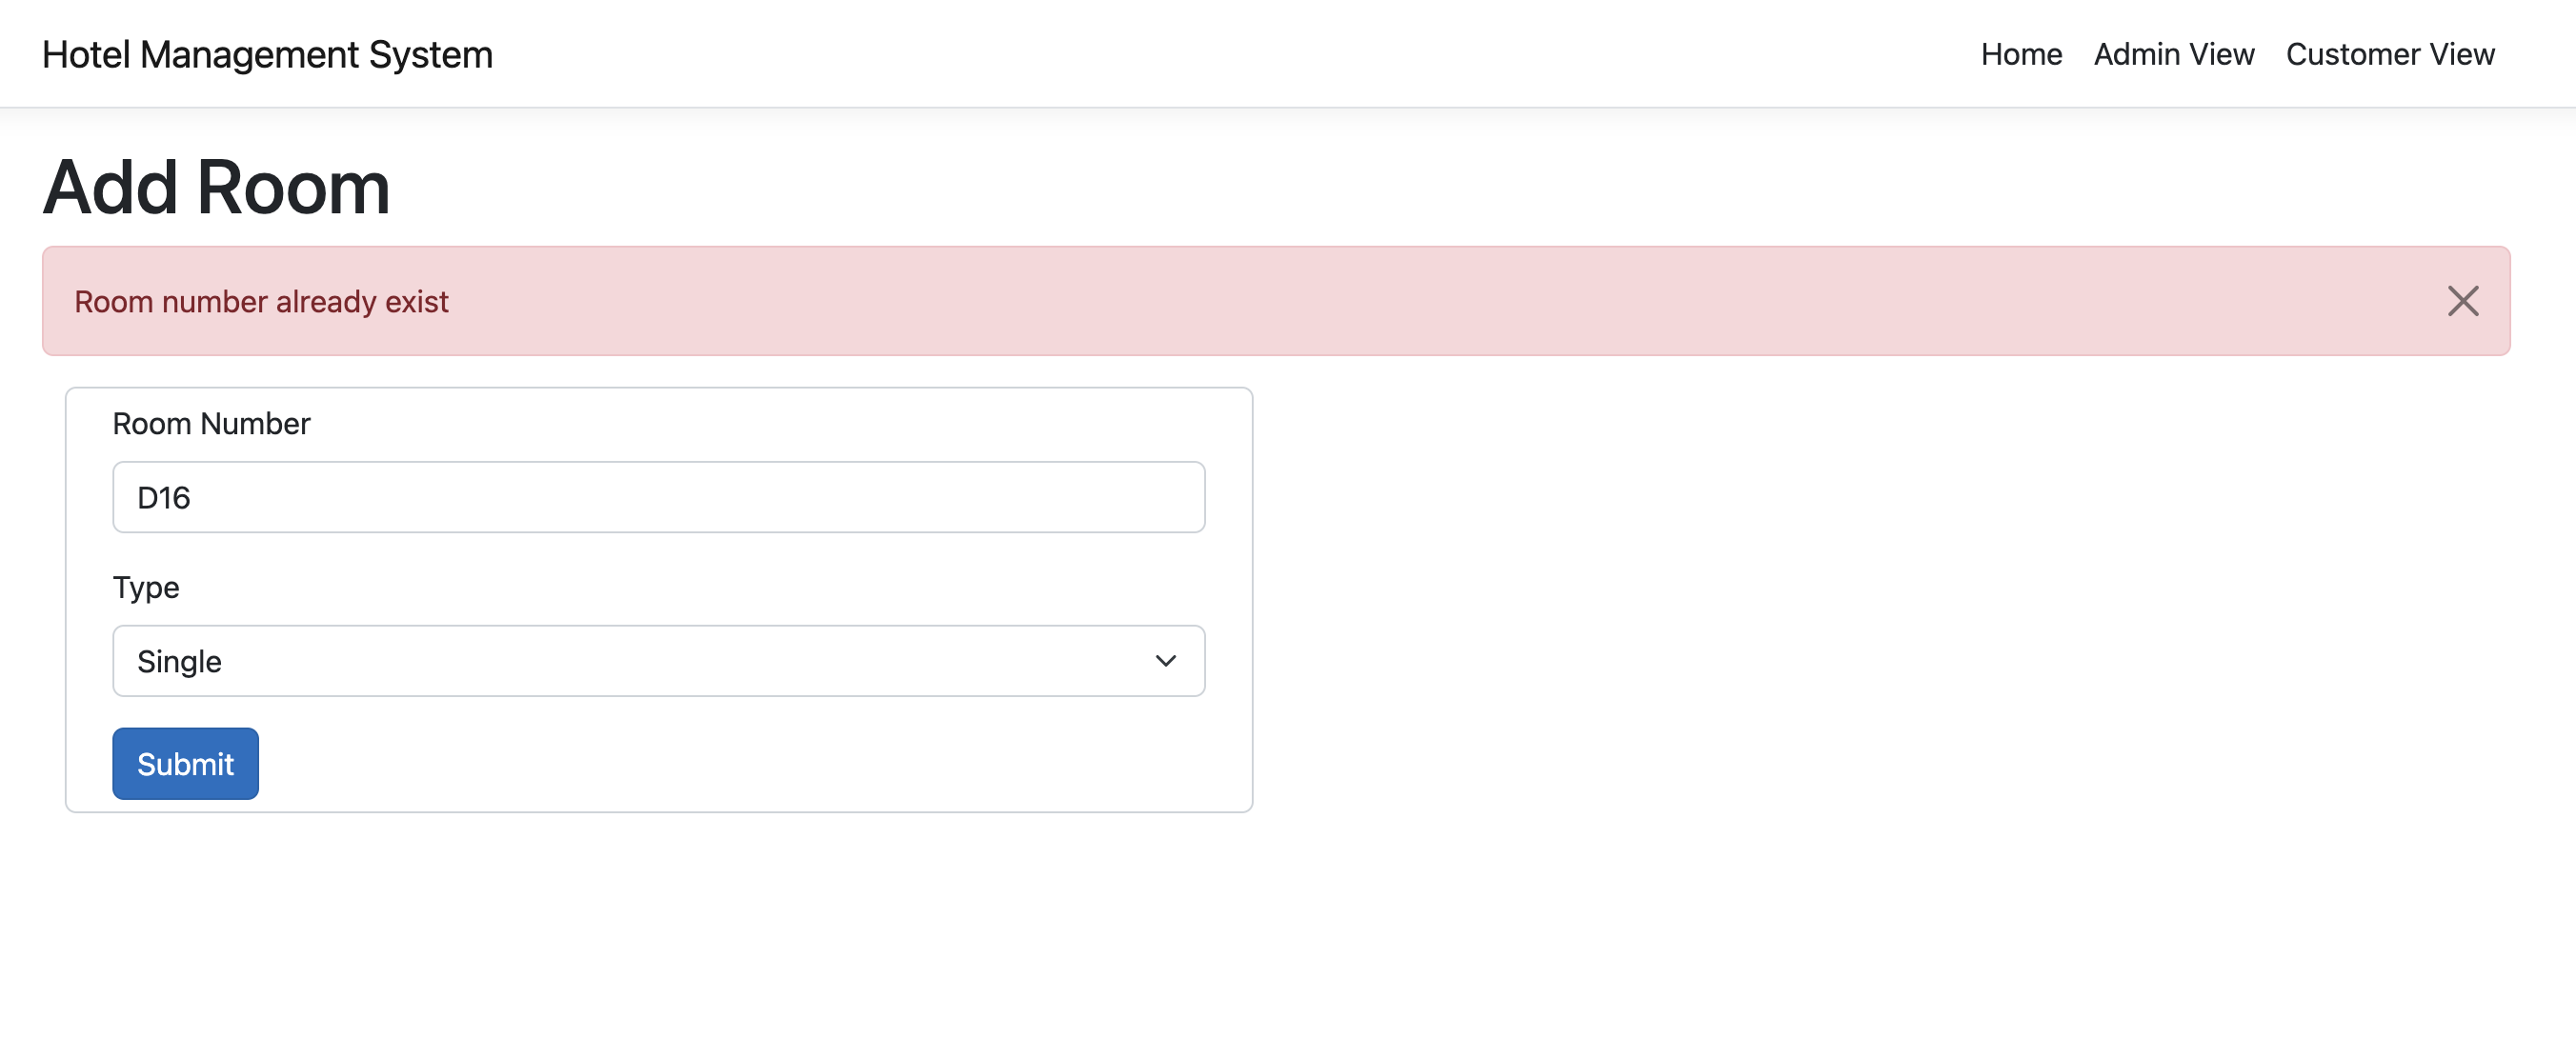 Hotel Management System
Home Admin View Customer View
Add Room
Room number already exist
Room Number
D16
Type
Single
Submit